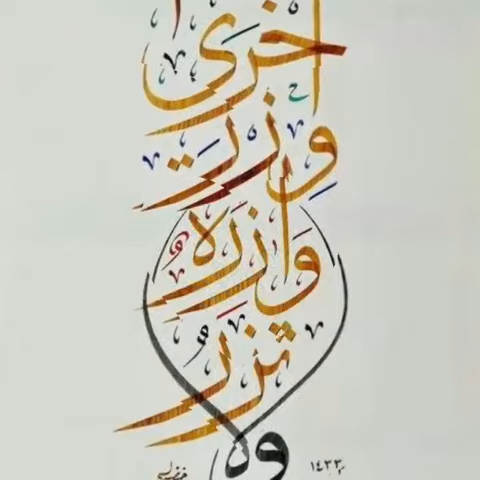 ولا
تزر
وازرة
وزر
أخرى
١٤٣٣